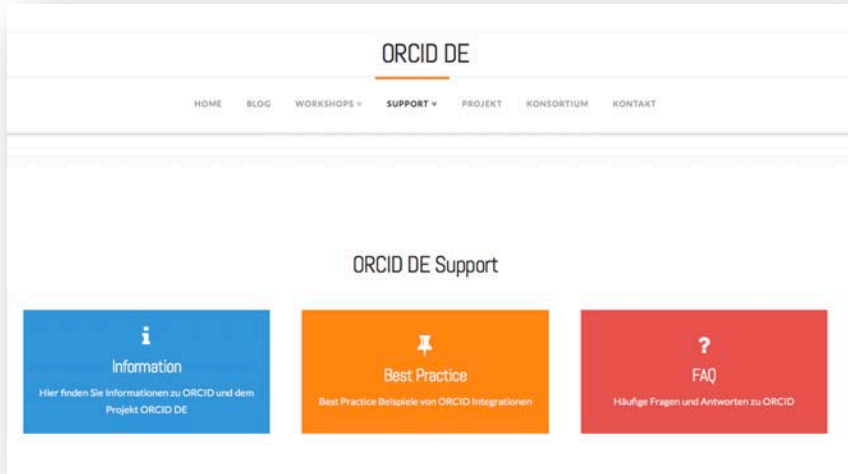 ORCID DE
HOME BLOG WORKSHOPS SUPPORT PROJEKT KONSORTIUM KONTAKT
ORCID DE Support
Information
Hier finden Sie Informationen zu ORCID und dem
Projekt ORCID DE
Best Practice
Best Practice Beispiele von ORCID Integrationen
?
FAQ
Häufige Fragen und Antworten zu ORCID